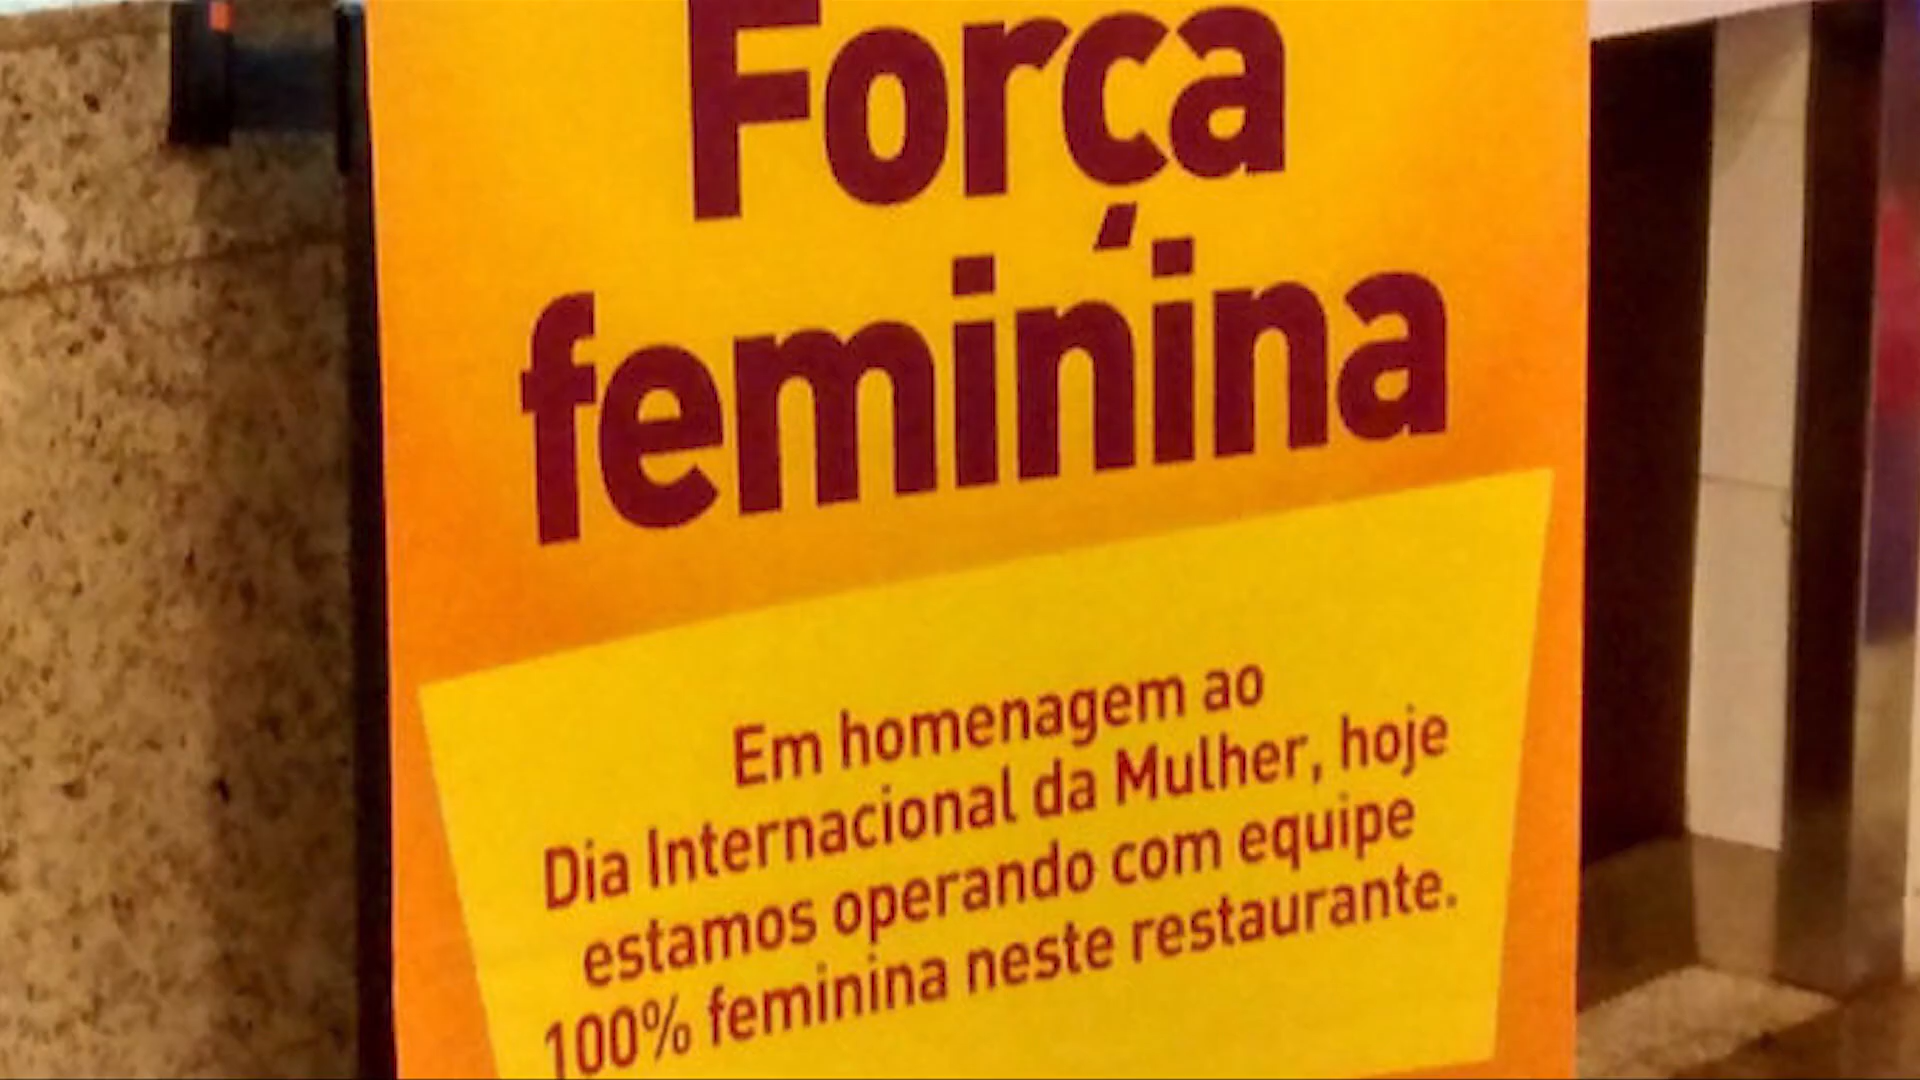 Força
feminina
Em homenagem ao
Dia Internacional da Mulher, hoje
estamos operando com equipe
100% feminina neste restaurante.